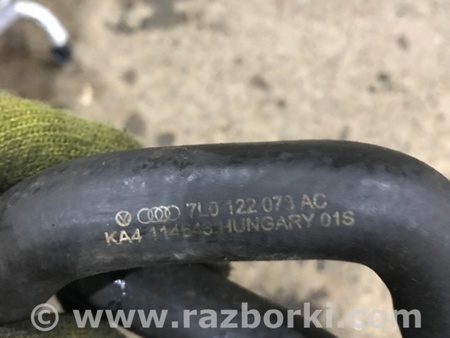 7L0 122 073 AC
KA4 114543 HUNGARY 01S
© www.razborki.com